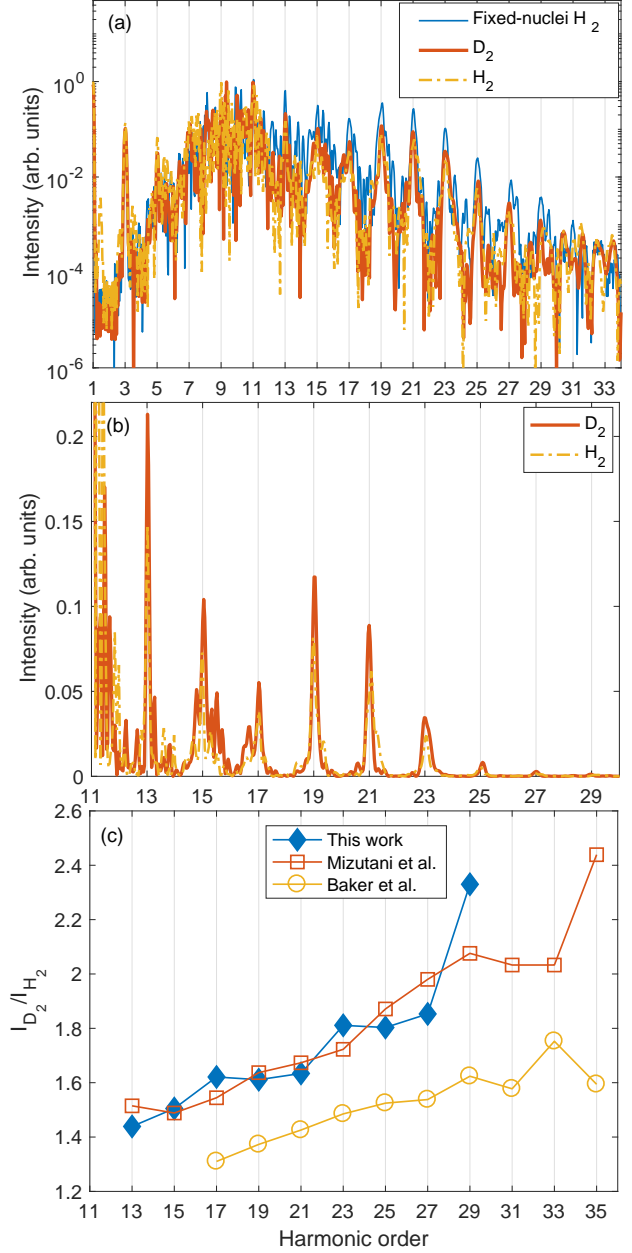 (a)
Fixed-nuclei H 2
D2
H2
Intensity (arb. units)
10^0
10^-2
10^-4
10^-6
1 3 5 7 9 11 13 15 17 19 21 23 25 27 29 31 33
(b)
D2
H2
Intensity (arb. units)
0.2
0.15
0.1
0.05
0
11 13 15 17 19 21 23 25 27 29
(c)
This work
Mizutani et al.
Baker et al.
I_D2/I_H2
2.6
2.4
2.2
2
1.8
1.6
1.4
1.2
11 13 15 17 19 21 23 25 27 29 31 33 35
Harmonic order